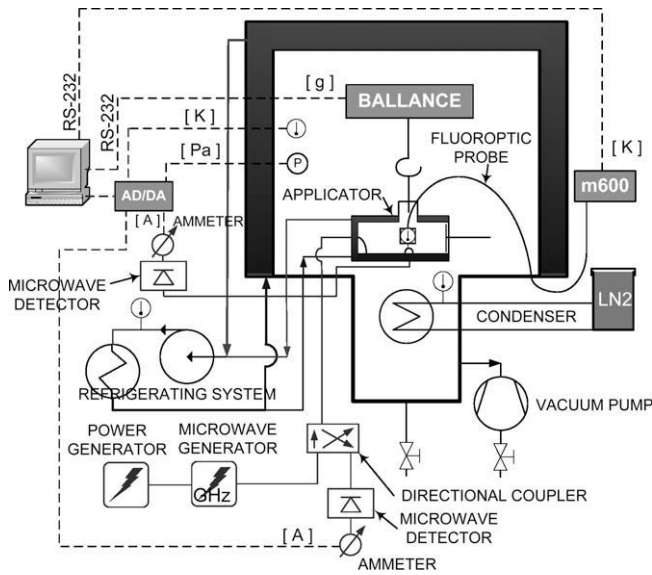 RS-232
RS-232
[ g ]
BALLANCE
[ K ]
[ Pa ]
P
FLUOROPTIC
PROBE
[ K ]
m600
AD/DA
APPLICATOR
[ A ]
AMMETER
MICROWAVE
DETECTOR
LN2
CONDENSER
REFRIGERATING SYSTEM
VACUUM PUMP
POWER
GENERATOR
MICROWAVE
GENERATOR
GHz
DIRECTIONAL COUPLER
MICROWAVE
DETECTOR
[ A ]
AMMETER